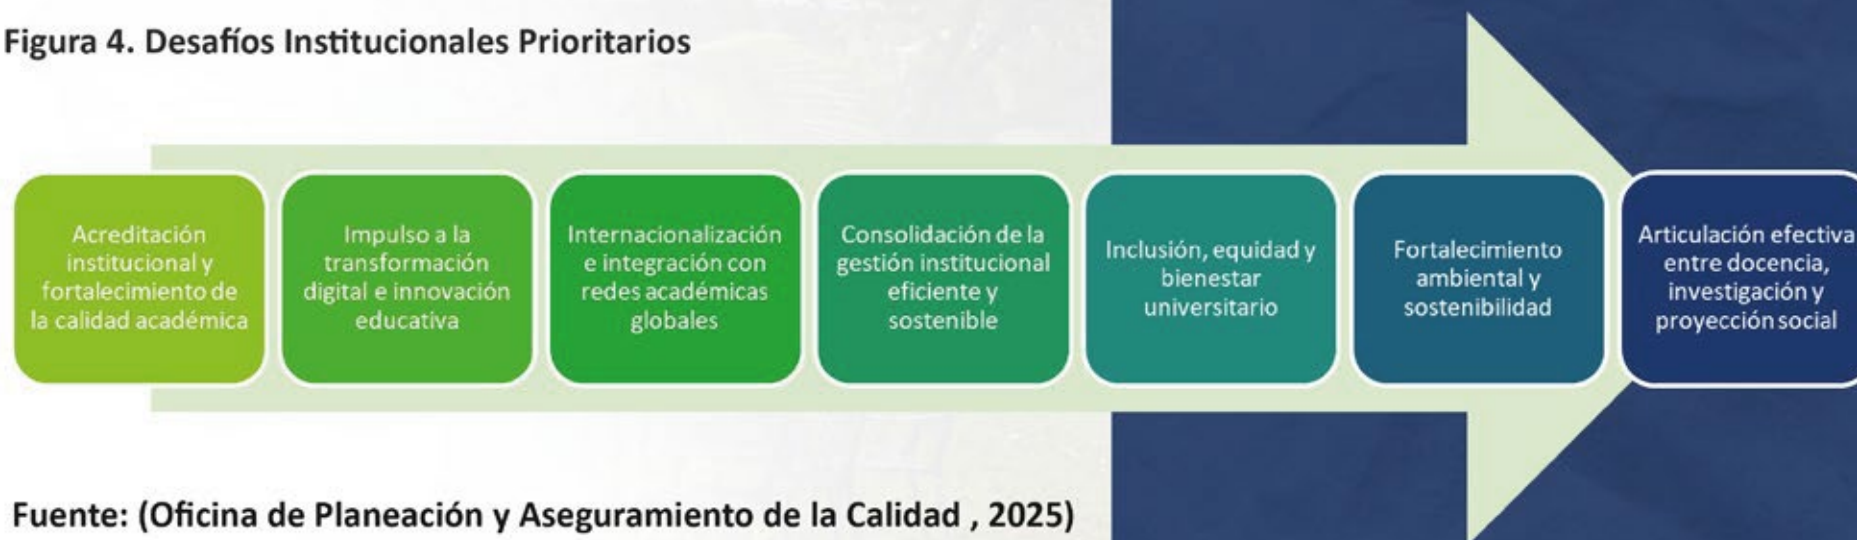 Figura 4. Desafíos Institucionales Prioritarios
Acreditación
institucional y
fortalecimiento de
la calidad académica
Impulso a la
transformación
digital e innovación
educativa
Internacionalización
e integración con
redes académicas
globales
Consolidación de la
gestión institucional
eficiente y
sostenible
Inclusión, equidad y
bienestar
universitario
Fortalecimiento
ambiental y
sostenibilidad
Articulación efectiva
entre docencia,
investigación y
proyección social
Fuente: (Oficina de Planeación y Aseguramiento de la Calidad , 2025)